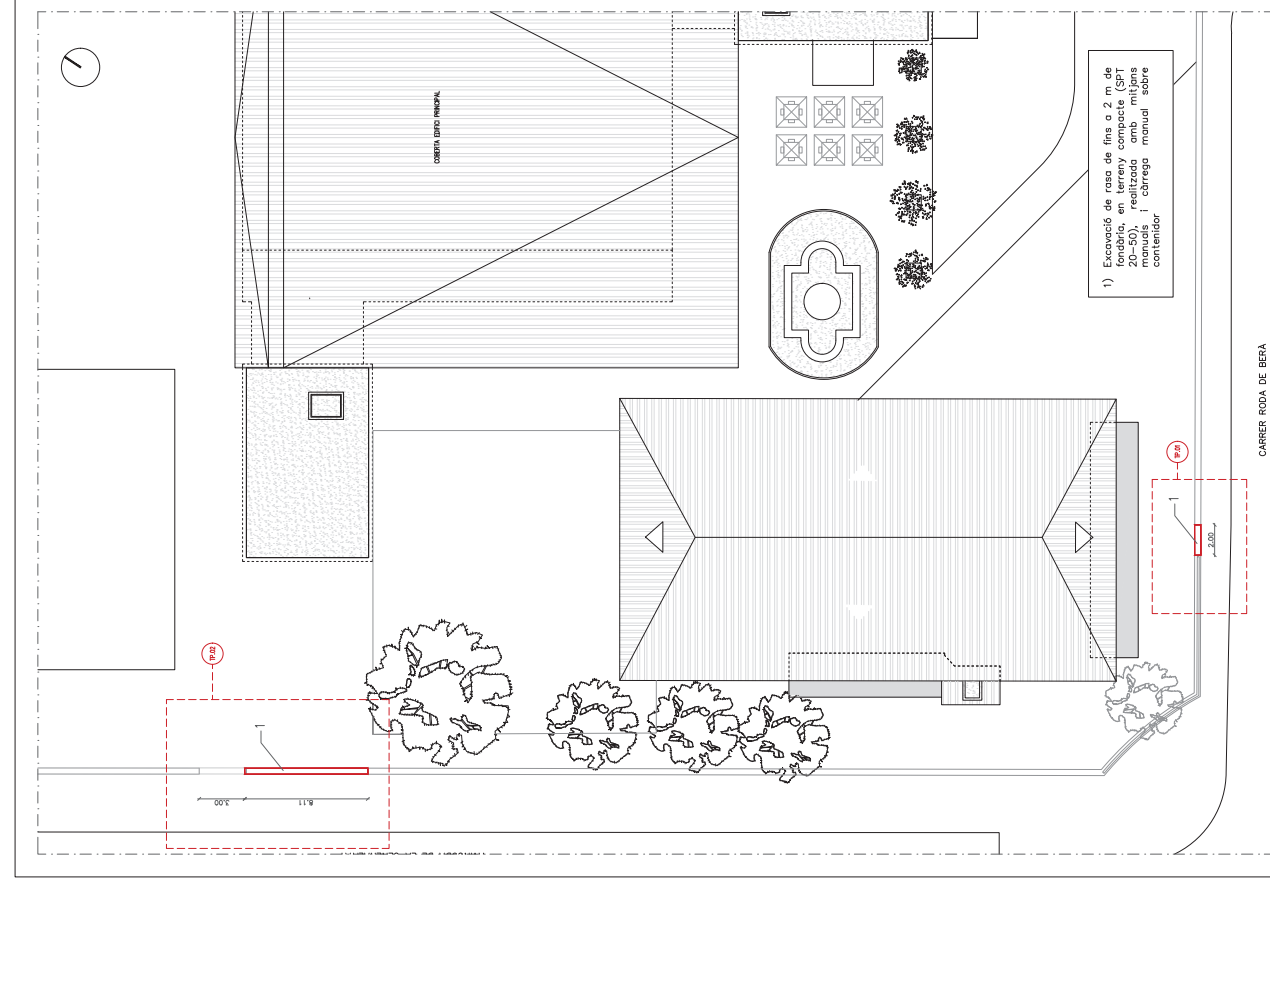 COBERTA EDIFICI PRINCIPAL
1) Excavació de rasa de fins a 2 m de
fondària, en terreny compacte (SPT
20-50), realitzada amb mitjans
manuals i càrrega manual sobre
contenidor
CARRER RODA DE BERÀ
TP.01
1
2.00
TP.02
1
3.00
8.11